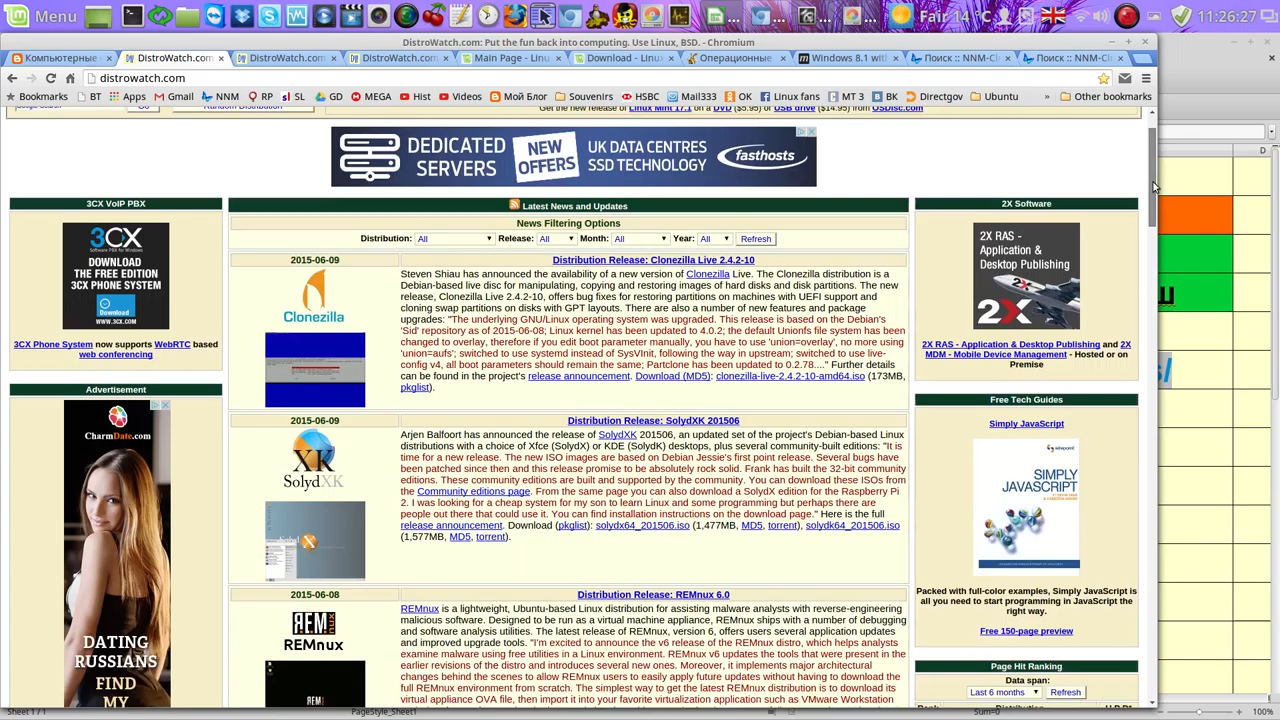 Menu
Fair 14 °C
11:26:27
DistroWatch.com: Put the fun back into computing. Use Linux, BSD. - Chromium
Компьютерные
DistroWatch.com:
DistroWatch.com:
DistroWatch.com:
Main Page - Linu
Download - Linux
Операционные
Windows 8.1 with
Поиск :: NNM-Cl
Поиск :: NNM-Cl
distrowatch.com
Bookmarks
BT
Apps
Gmail
NNM
RP
SL
GD
MEGA
Hist
Videos
Мой Блог
Souvenirs
HSBC
Mail333
OK
Linux fans
MT 3
ВК
Directgov
Ubuntu
»
Other bookmarks
Get the new release of Linux Mint 17.1 on a DVD ($5.95) or USB drive ($14.95) from OSDisc.com
DEDICATED SERVERS
NEW OFFERS
UK DATA CENTRES
SSD TECHNOLOGY
fasthosts
3CX VoIP PBX
3CX
Software PBX for Windows
DOWNLOAD
THE FREE EDITION
3CX PHONE SYSTEM
Download
WWW.3CX.COM
3CX Phone System now supports WebRTC based
web conferencing
Advertisement
CharmDate.com
DATING
RUSSIANS
FIND
MY
Latest News and Updates
News Filtering Options
Distribution: All Release: All Month: All Year: All Refresh
2015-06-09
Distribution Release: Clonezilla Live 2.4.2-10
Clonezilla
Steven Shiau has announced the availability of a new version of Clonezilla Live. The Clonezilla distribution is a
Debian-based live disc for manipulating, copying and restoring images of hard disks and disk partitions. The new
release, Clonezilla Live 2.4.2-10, offers bug fixes for restoring partitions on machines with UEFI support and
cloning swap partitions on disks with GPT layouts. There are also a number of new features and package
upgrades: "The underlying GNU/Linux operating system was upgraded. This release is based on the Debian's
'Sid' repository as of 2015-06-08; Linux kernel has been updated to 4.0.2; the default Unionfs file system has been
changed to overlay, therefore if you edit boot parameter manually, you have to use 'union=overlay', no more using
'union=aufs'; switched to use systemd instead of SysVInit, following the way in upstream; switched to use live-
config v4, all boot parameters should remain the same; Partclone has been updated to 0.2.78...." Further details
can be found in the project's release announcement. Download (MD5): clonezilla-live-2.4.2-10-amd64.iso (173MB,
pkglist).
2015-06-09
Distribution Release: SolydXK 201506
XK
SolydXK
Arjen Balfoort has announced the release of SolydXK 201506, an updated set of the project's Debian-based Linux
distributions with a choice of Xfce (SolydX) or KDE (SolydK) desktops, plus several community-built editions: "It is
time for a new release. The new ISO images are based on Debian Jessie's first point release. Several bugs have
been patched since then and this release promise to be absolutely rock solid. Frank has built the 32-bit community
editions. These community editions are built and supported by the community. You can download these ISOs from
the Community editions page. From the same page you can also download a SolydX edition for the Raspberry Pi
2. I was looking for a cheap system for my son to learn Linux and some programming but perhaps there are
people out there that could use it. You can find installation instructions on the download page." Here is the full
release announcement. Download (pkglist): solydx64_201506.iso (1,477MB, MD5, torrent), solydk64_201506.iso
(1,577MB, MD5, torrent).
2015-06-08
Distribution Release: REMnux 6.0
REM
REMnux
REM
REMnux is a lightweight, Ubuntu-based Linux distribution for assisting malware analysts with reverse-engineering
malicious software. Designed to be run as a virtual machine, REMnux ships with a number of debugging
and software analysis utilities. The latest release of REMnux, version 6, offers users several application updates
and improved upgrade tools. "I'm excited to announce the v6 release of the REMnux distro, which helps analysts
examine malware using free utilities in a Linux environment. REMnux v6 updates the tools that were present in the
earlier revisions of the distro and introduces several new ones. Moreover, it implements major architectural
changes behind the scenes to allow REMnux users to easily apply future updates without having to download the
full REMnux environment from scratch. The simplest way to get the latest REMnux distribution is to download its
virtual appliance OVA file, then import it into your favorite virtualization application such as VMware Workstation
2X Software
2X RAS -
Application &
Desktop Publishing
2X
2X RAS - Application & Desktop Publishing and 2X
MDM - Mobile Device Management - Hosted or on
Premise
Free Tech Guides
Simply JavaScript
sitepoint
SIMPLY
JAVASCRIPT
Packed with full-color examples, Simply JavaScript is
all you need to start programming in JavaScript the
right way.
Free 150-page preview
Page Hit Ranking
Data span:
Last 6 months Refresh
D
Sheet 1 / 1
PageStyle_Sheet1
Sum=0
100%